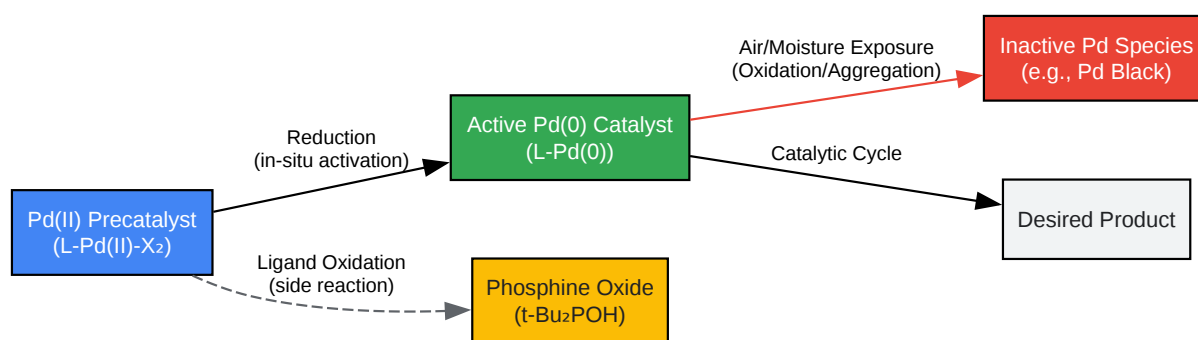 Air/Moisture Exposure
(Oxidation/Aggregation)
Inactive Pd Species
(e.g., Pd Black)
Reduction
(in-situ activation)
Active Pd(0) Catalyst
(L-Pd(0))
Catalytic Cycle
Pd(II) Precatalyst
(L-Pd(II)-X₂)
Desired Product
Ligand Oxidation
(side reaction)
Phosphine Oxide
(t-Bu₂POH)